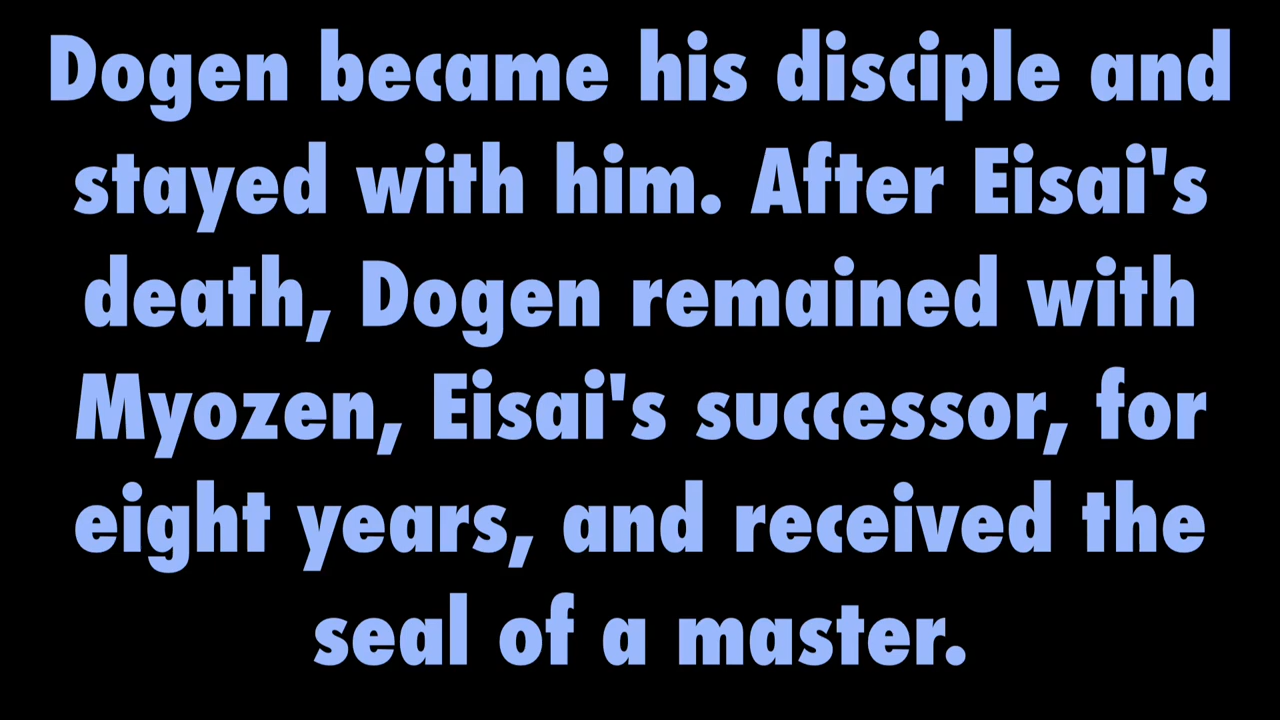 Dogen became his disciple and
stayed with him. After Eisai's
death, Dogen remained with
Myozen, Eisai's successor, for
eight years, and received the
seal of a master.